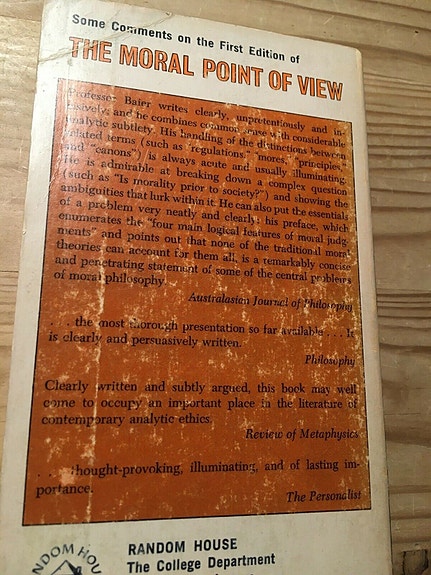 Some Comments on the First Edition of
THE MORAL POINT OF VIEW
Professor Baier writes clearly, unpretentiously and in-
cisively, and he combines common sense with considerable
analytic subtlety. His handling of the distinctions between
related terms (such as "regulations," "mores," "principles,"
and "canons") is always acute and usually illuminating.
He is admirable at breaking down a complex question
(such as "Is morality prior to society?") and showing the
ambiguities that lurk within it. He can also put the essentials
of a problem very neatly and clearly: his preface, which
enumerates the "four main logical features of moral judg-
ments" and points out that none of the traditional moral
theories can account for them all, is a remarkably concise
and penetrating statement of some of the central problems
of moral philosophy.
Australasian Journal of Philosophy
. . . the most thorough presentation so far available . . . It
is clearly and persuasively written.
Philosophy
Clearly written and subtly argued, this book may well
come to occupy an important place in the literature of
contemporary analytic ethics.
Review of Metaphysics
. . . thought-provoking, illuminating, and of lasting im-
portance.
The Personalist
RANDOM HOUSE
The College Department